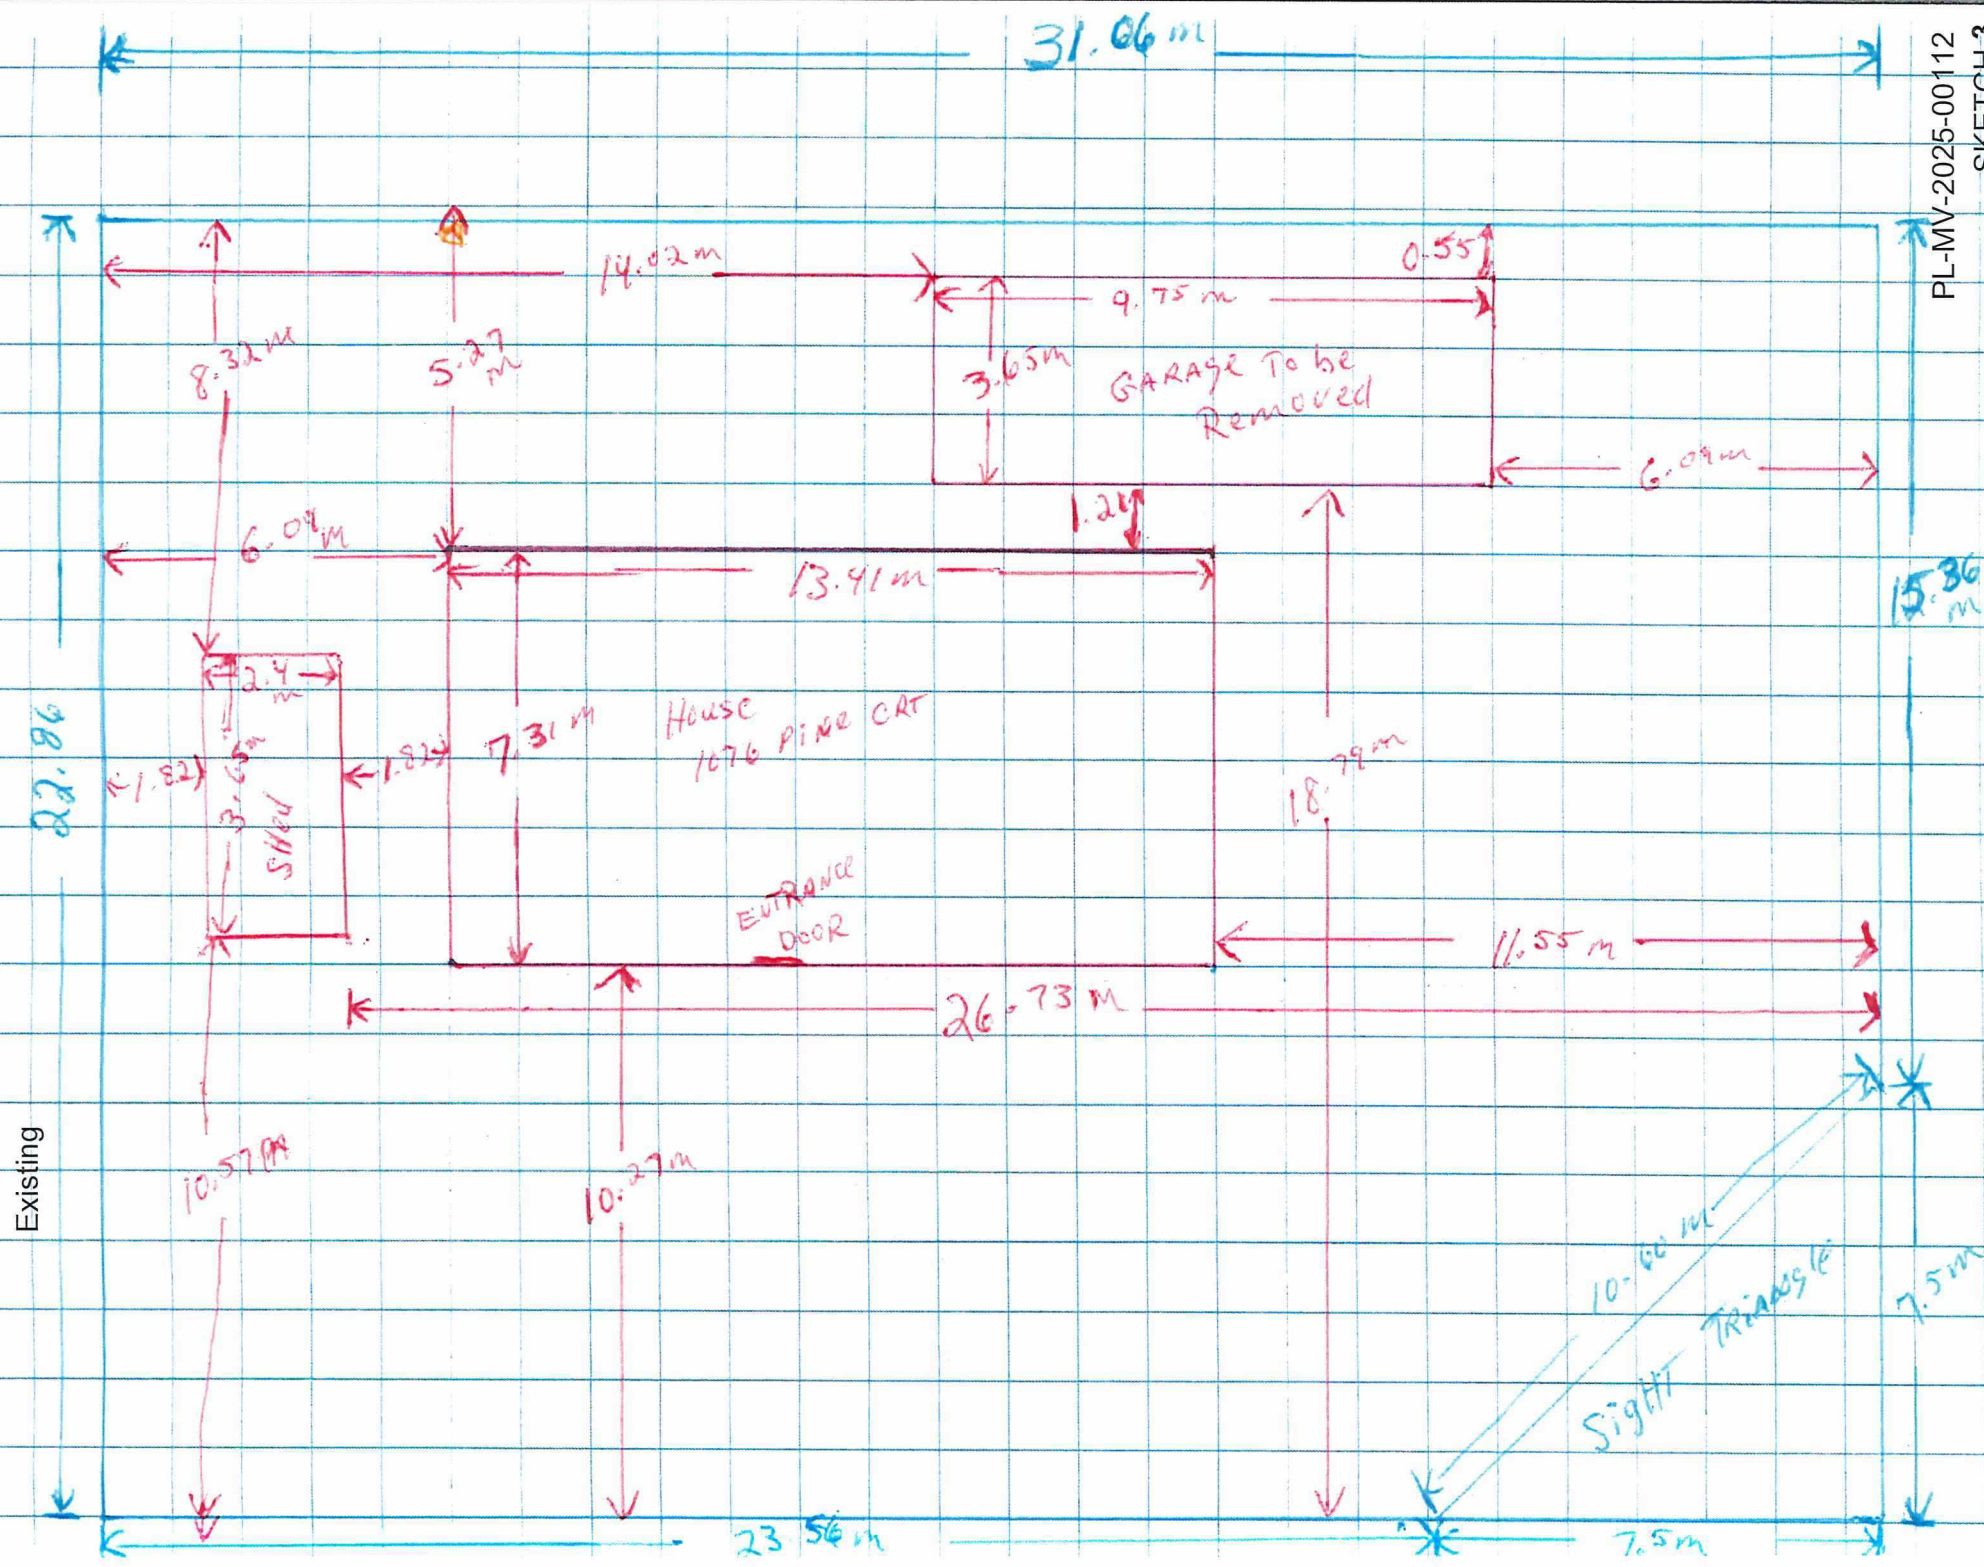 31.06 m
PL-MV-2025-00112
14.02 m
0.55
9.75 m
8.32 m
5.27
m
3.65 m
GARAGE To be
Removed
6.09 m
1.21
6.09 m
13.41 m
15.36
m
2.4
m
22.86
House
1076 PINE CRT
7.31 m
1.82
3.65 m
SHed
1.82
18.79 m
ENTRANCE
DOOR
11.55 m
26.73 m
Existing
10.57 m
10.27 m
10.60 m
SigHT TRiANGlE
7.5 m
23.56 m
7.5 m